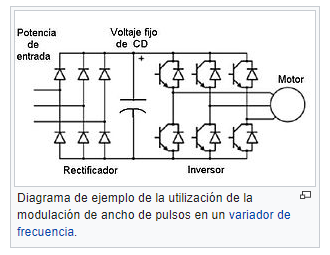 Potencia
de
entrada
Voltaje fijo
de CD
+
Motor
Rectificador
Inversor
Diagrama de ejemplo de la utilización de la
modulación de ancho de pulsos en un variador de
frecuencia.